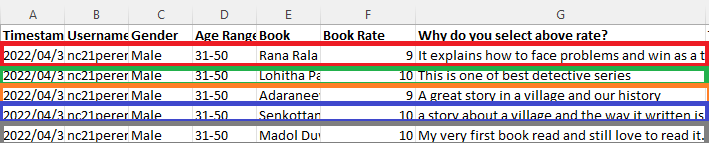 A B C D E F G
Timestam Username Gender Age Range Book Book Rate Why do you select above rate?
2022/04/3 nc21perer Male 31-50 Rana Rala 9 It explains how to face problems and win as a t
2022/04/3 nc21perer Male 31-50 Lohitha Pa 10 This is one of best detective series
2022/04/3 nc21perer Male 31-50 Adaranee 9 A great story in a village and our history
2022/04/3 nc21perer Male 31-50 Senkottan 10 a story about a village and the way it written is
2022/04/3 nc21perer Male 31-50 Madol Duv 10 My very first book read and still love to read it.